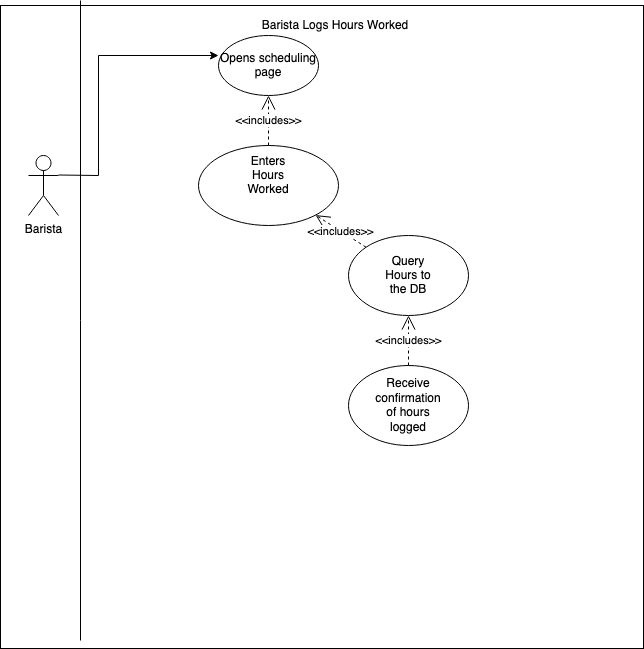 Barista Logs Hours Worked
Opens scheduling
page
<<includes>>
Enters
Hours
Worked
Barista
<<includes>>
Query
Hours to
the DB
<<includes>>
Receive
confirmation
of hours
logged